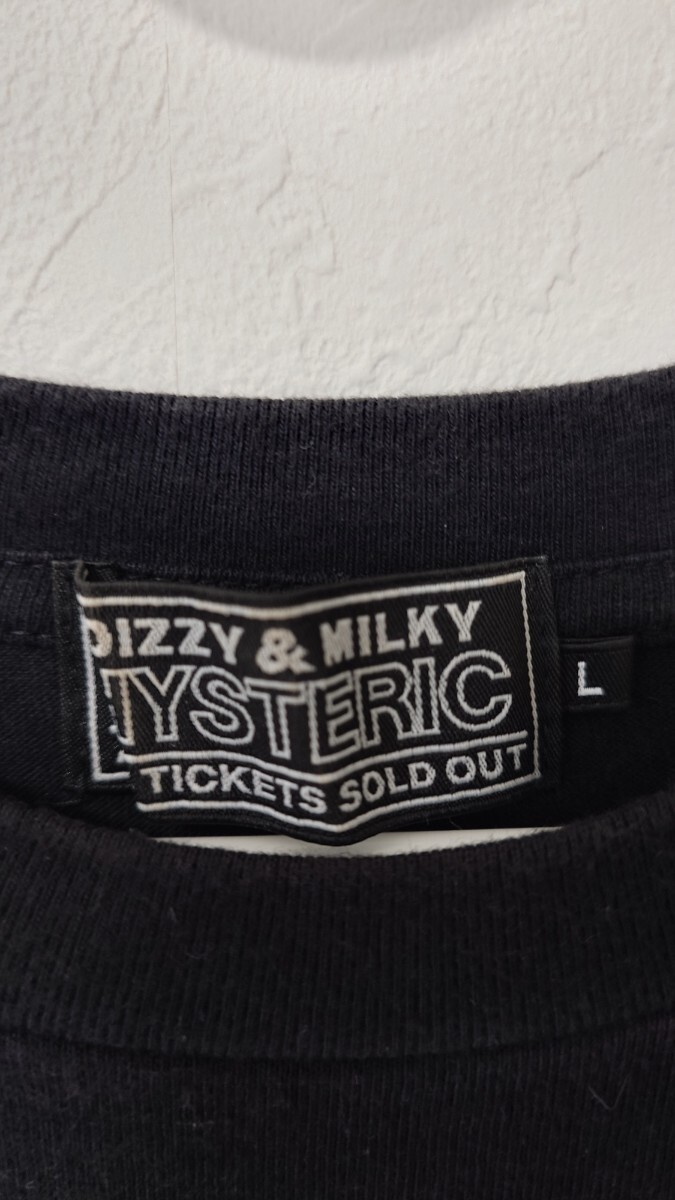 DIZZY & MILKY
HYSTERIC
TICKETS SOLD OUT
L